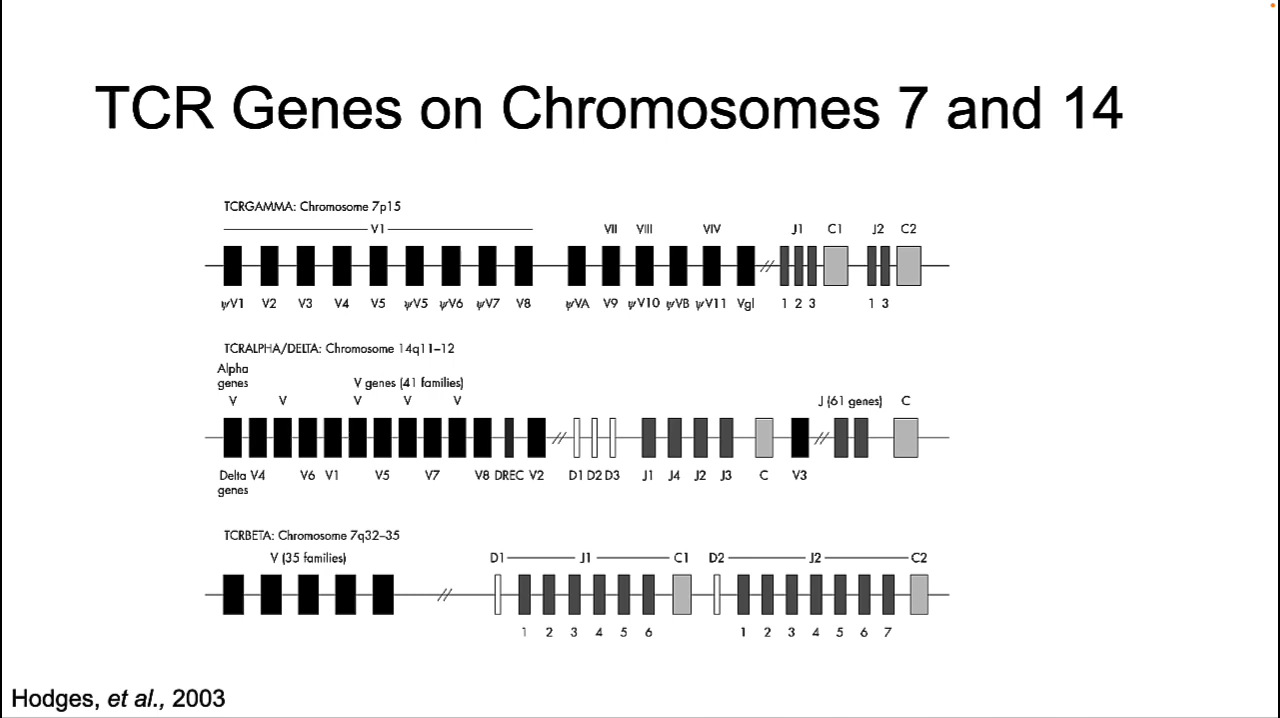 TCR Genes on Chromosomes 7 and 14
TCRGAMMA: Chromosome 7p15
V1 VII VIII VIV J1 C1 J2 C2
ψV1 V2 V3 V4 V5 ψV5 ψV6 ψV7 V8 ψVA V9 ψV10 ψVB ψV11 Vgl 1 2 3 1 3
TCRALPHA/DELTA: Chromosome 14q11–12
Alpha
genes V genes (41 families)
V V V V V J (61 genes) C
Delta V4 V6 V1 V5 V7 V8 DREC V2 D1 D2 D3 J1 J4 J2 J3 C V3
genes
TCRBETA: Chromosome 7q32–35
V (35 families) D1 J1 C1 D2 J2 C2
1 2 3 4 5 6 1 2 3 4 5 6 7
Hodges, et al., 2003